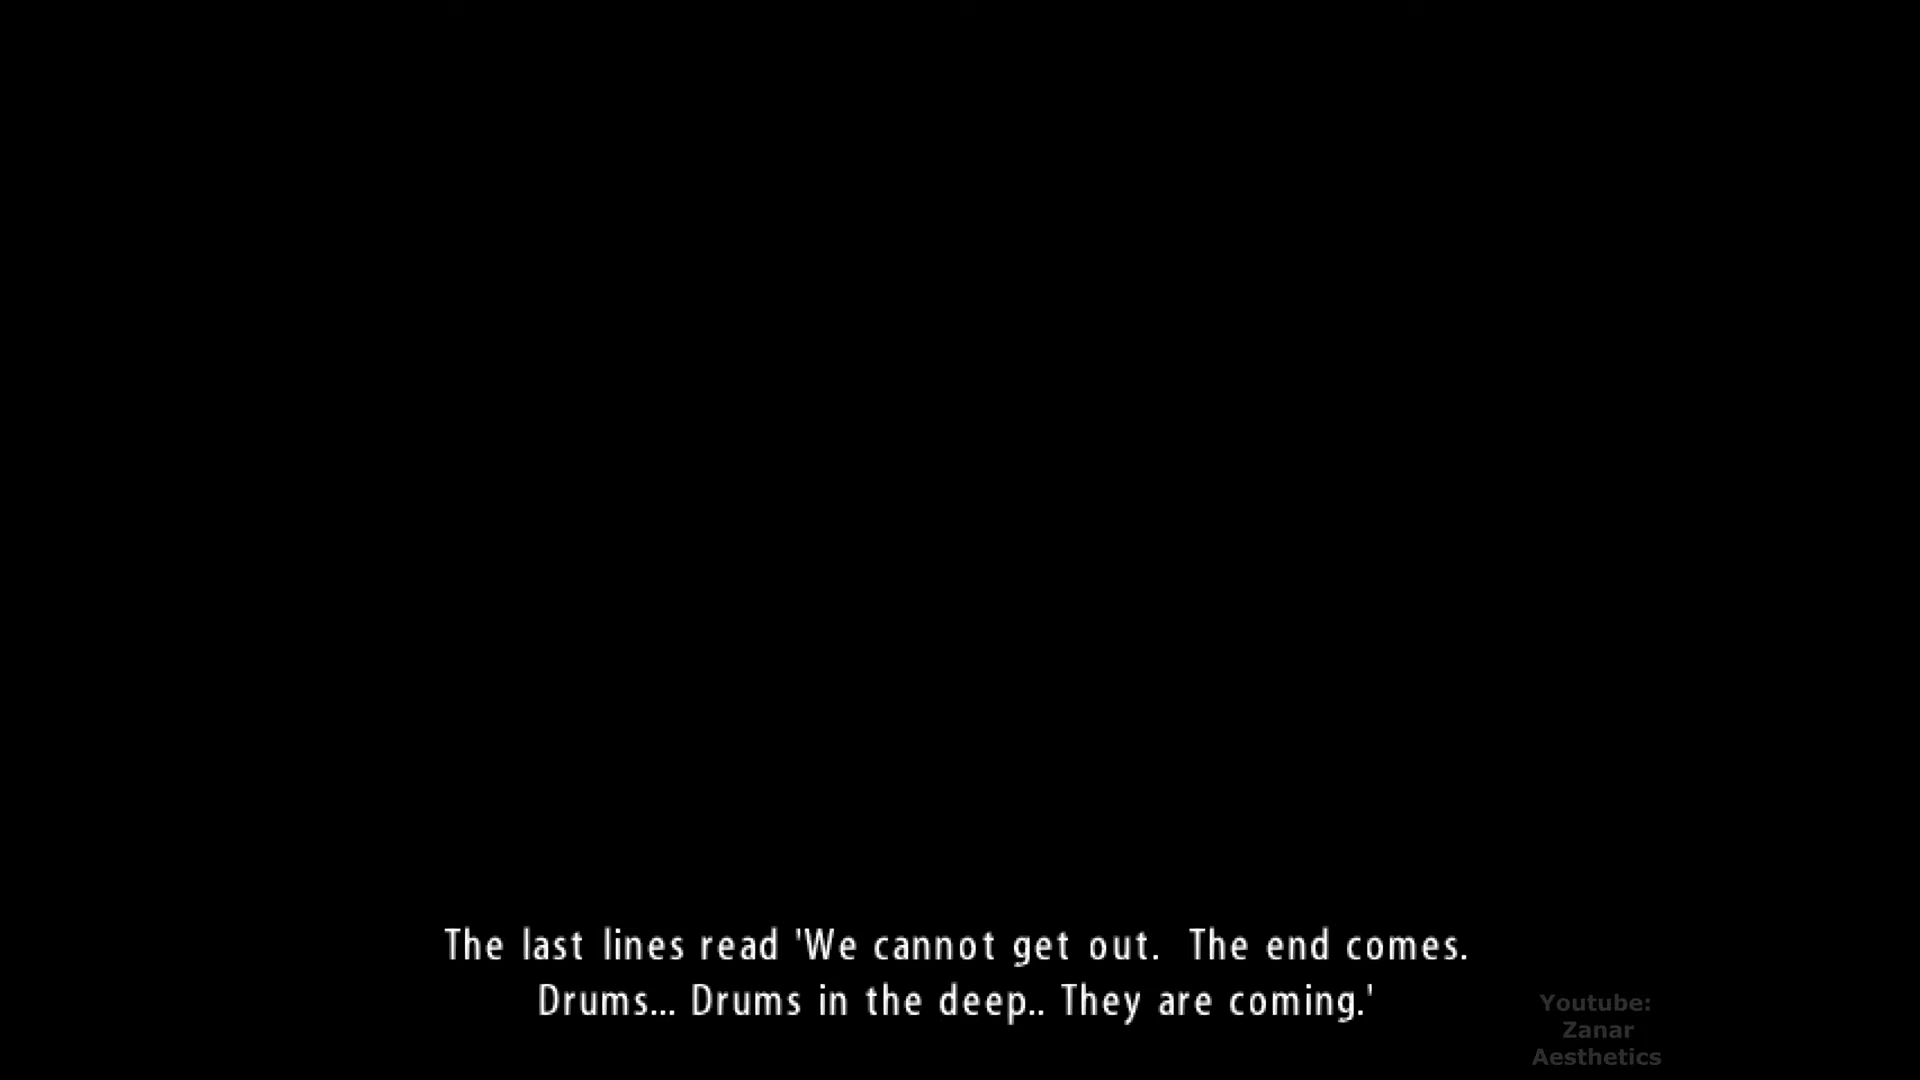 The last lines read 'We cannot get out.  The end comes.
Drums... Drums in the deep.. They are coming.'
Youtube:
Zanar
Aesthetics